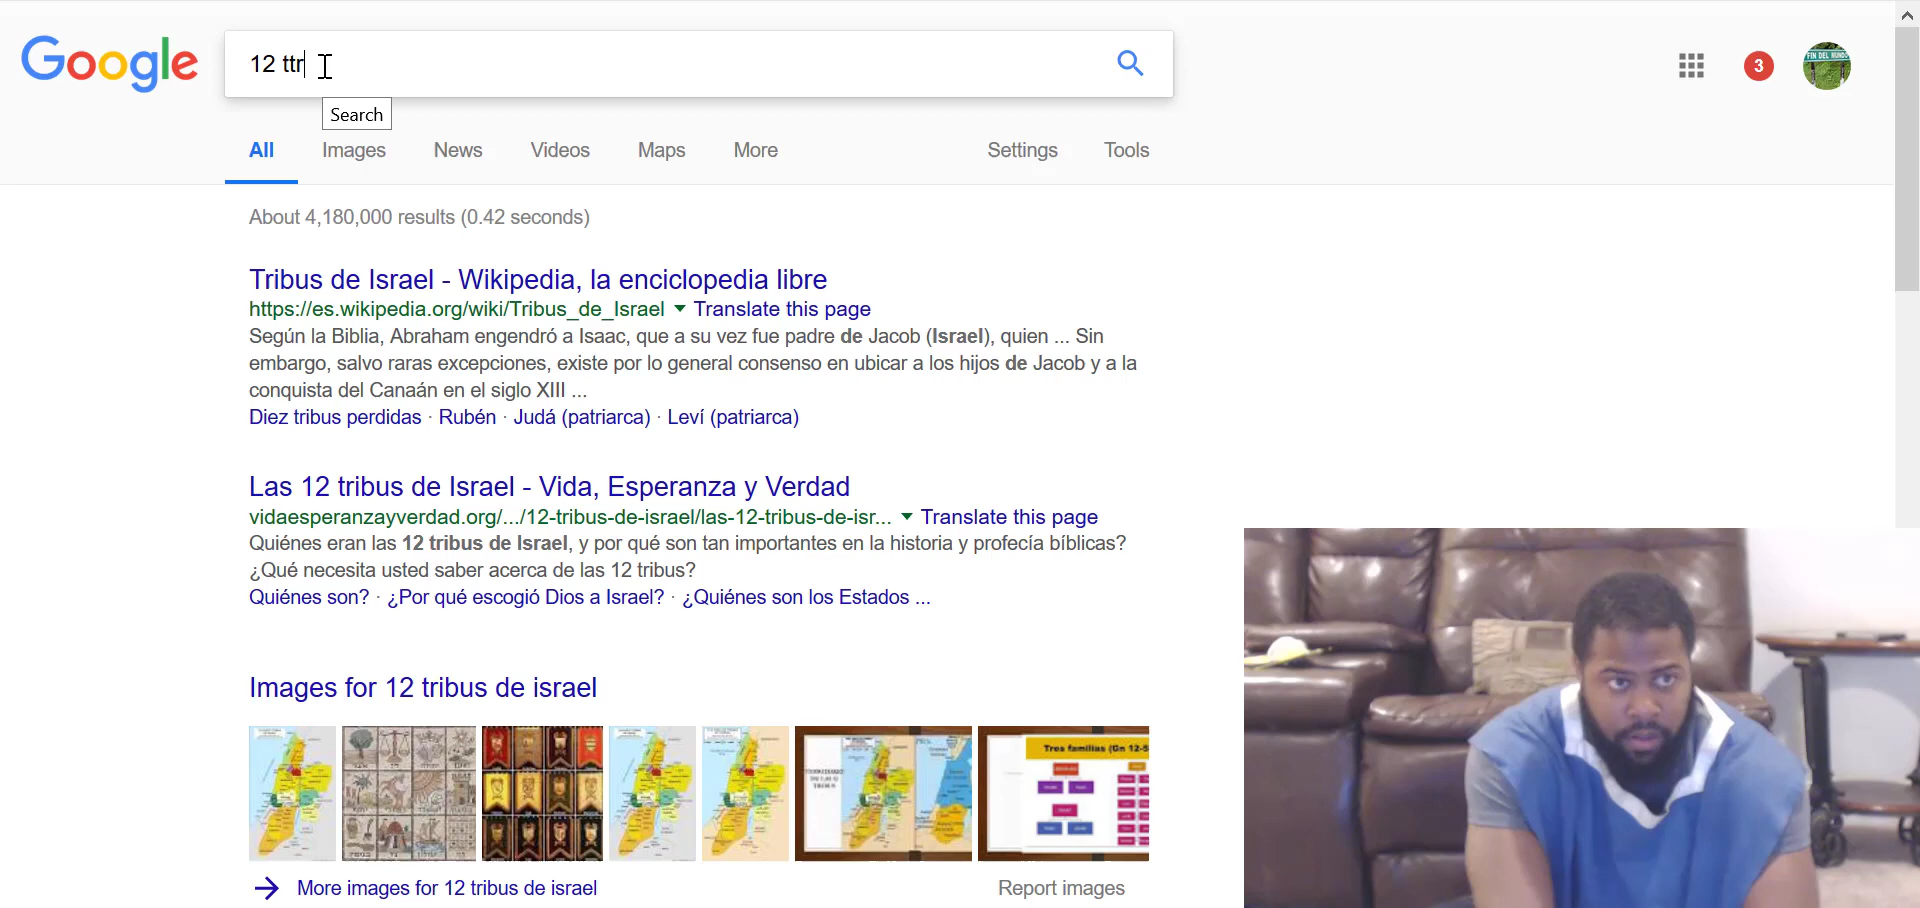 Google
12 ttr
3
FIN DEL MUNDO
Search
All
Images
News
Videos
Maps
More
Settings
Tools
About 4,180,000 results (0.42 seconds)
Tribus de Israel - Wikipedia, la enciclopedia libre
https://es.wikipedia.org/wiki/Tribus_de_Israel Translate this page
Según la Biblia, Abraham engendró a Isaac, que a su vez fue padre de Jacob (Israel), quien ... Sin
embargo, salvo raras excepciones, existe por lo general consenso en ubicar a los hijos de Jacob y a la
conquista del Canaán en el siglo XIII ...
Diez tribus perdidas · Rubén · Judá (patriarca) · Leví (patriarca)
Las 12 tribus de Israel - Vida, Esperanza y Verdad
vidaesperanzayverdad.org/.../12-tribus-de-israel/las-12-tribus-de-isr... Translate this page
Quiénes eran las 12 tribus de Israel, y por qué son tan importantes en la historia y profecía bíblicas?
¿Qué necesita usted saber acerca de las 12 tribus?
Quiénes son? · ¿Por qué escogió Dios a Israel? · ¿Quiénes son los Estados ...
Images for 12 tribus de israel
Tres familias (Gn 12-5
More images for 12 tribus de israel
Report images